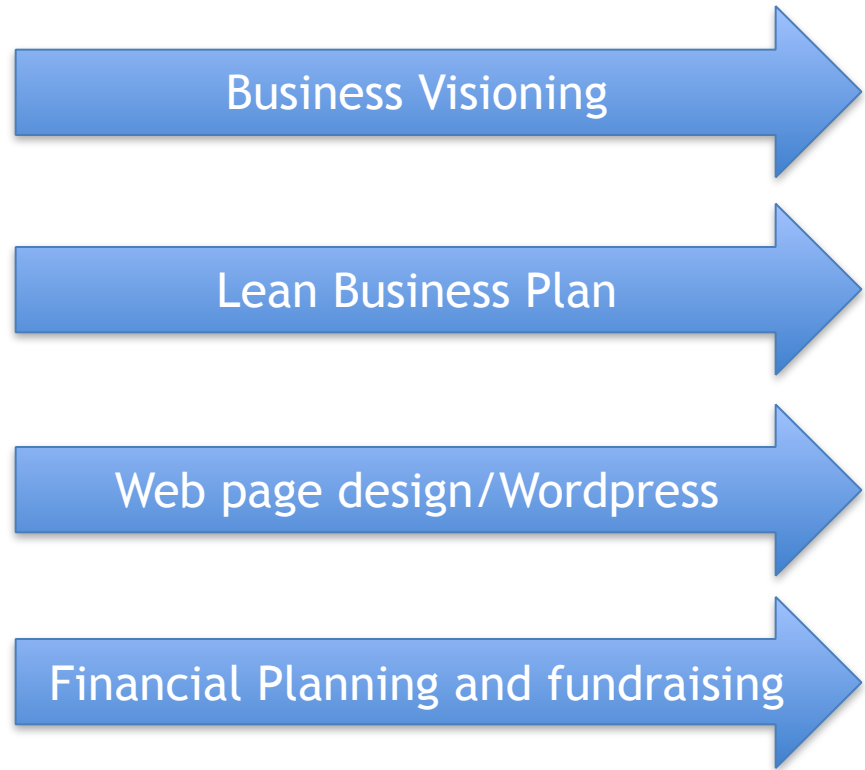 Business Visioning
Lean Business Plan
Web page design/Wordpress
Financial Planning and fundraising